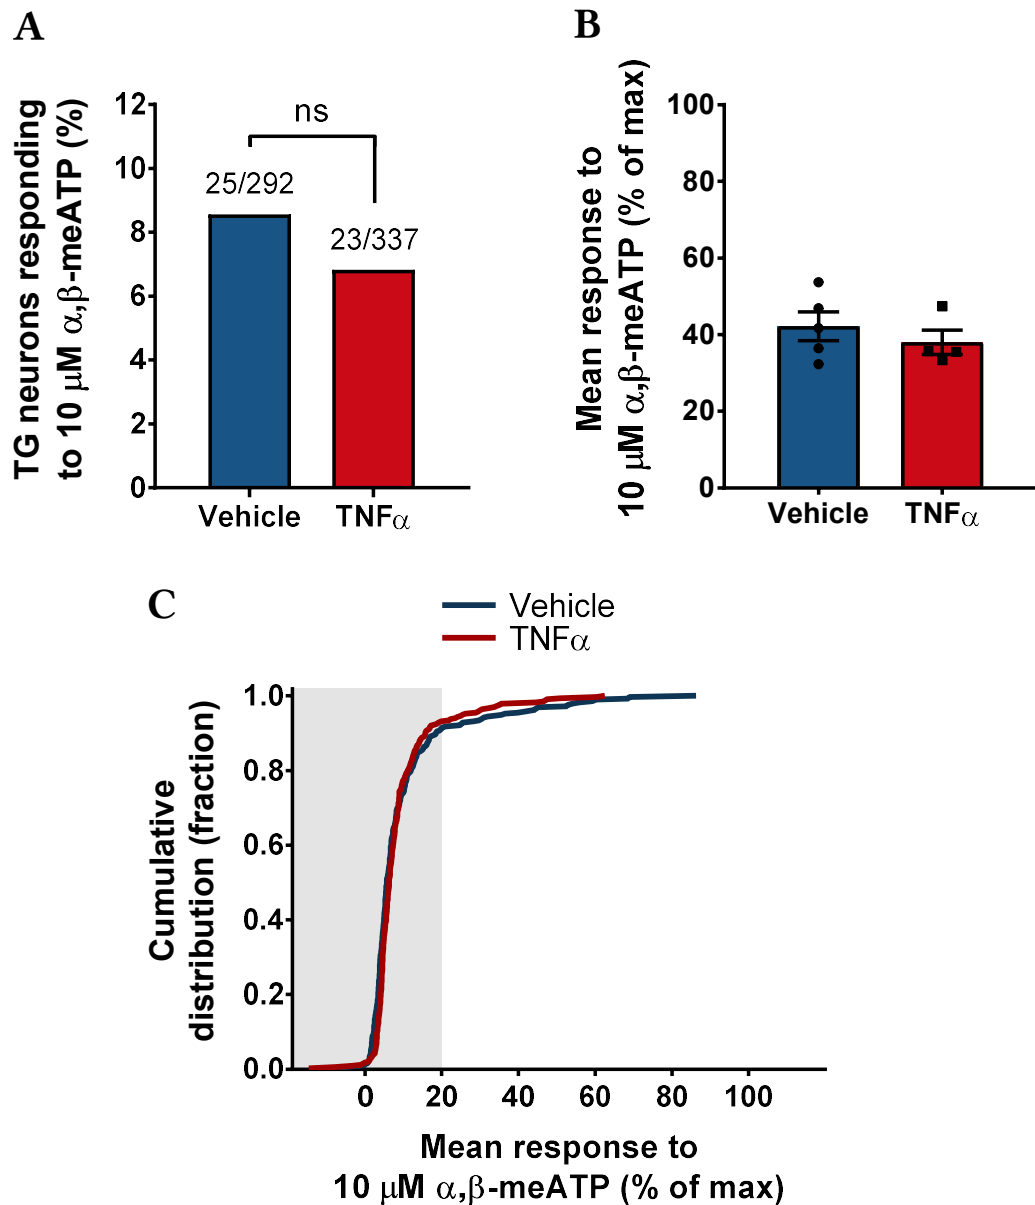 A
TG neurons responding
to 10 μM α,β-meATP (%)
12
10
8
6
4
2
0
ns
25/292
23/337
Vehicle
TNFα
B
Mean response to
10 μM α,β-meATP (% of max)
100
80
60
40
20
0
Vehicle
TNFα
C
Vehicle
TNFα
Cumulative
distribution (fraction)
1.0
0.8
0.6
0.4
0.2
0.0
0
20
40
60
80
100
Mean response to
10 μM α,β-meATP (% of max)